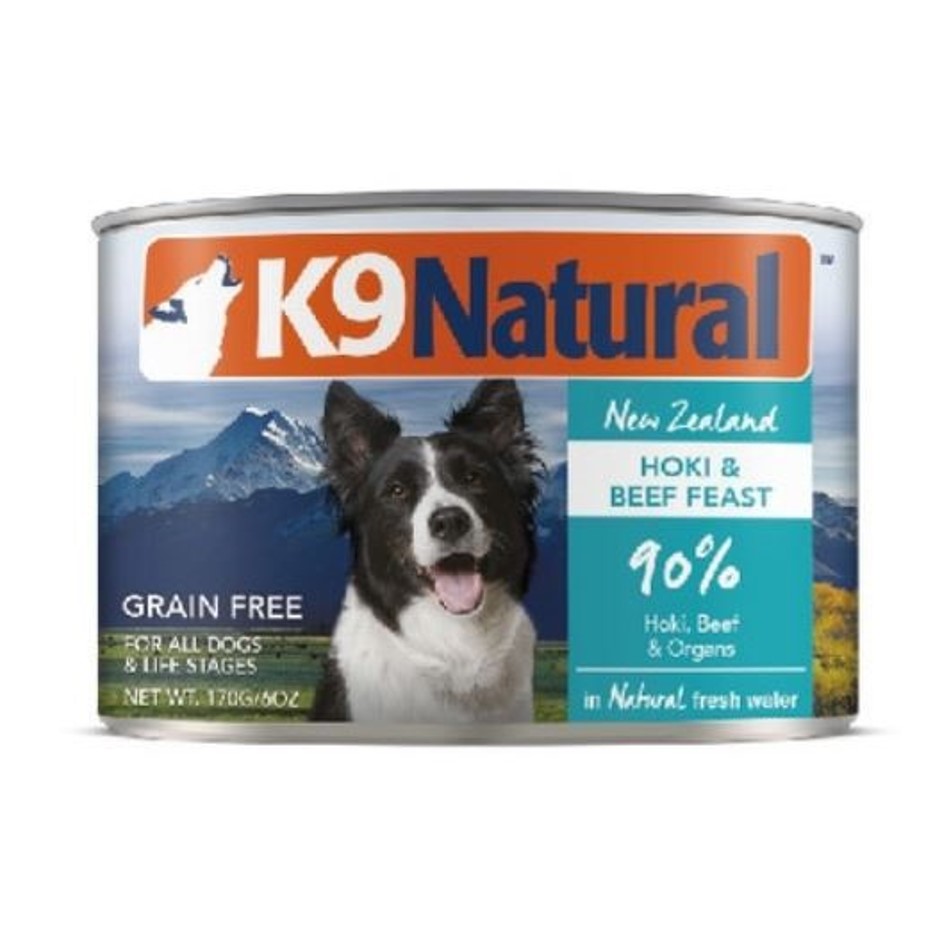 K9Natural
TM
New Zealand
HOKI &
BEEF FEAST
90%
Hoki, Beef
& Organs
in Natural fresh water
GRAIN FREE
FOR ALL DOGS
& LIFE STAGES
NET WT. 170G/6OZ